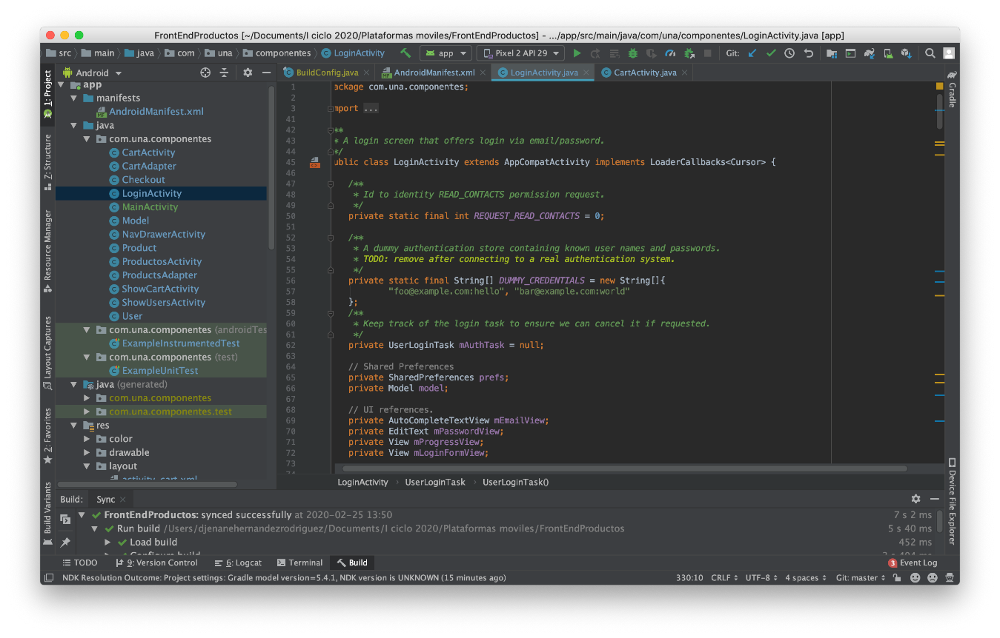 FrontEndProductos [~/Documents/I ciclo 2020/Plataformas moviles/FrontEndProductos] - .../app/src/main/java/com/una/componentes/LoginActivity.java [app]
src main java com una componentes LoginActivity app Pixel 2 API 29 Git:
1: Project
Z: Structure
Resource Manager
Layout Captures
2: Favorites
Build Variants
Android
app
manifests
AndroidManifest.xml
java
com.una.componentes
CartActivity
CartAdapter
Checkout
LoginActivity
MainActivity
Model
NavDrawerActivity
Product
ProductosActivity
ProductsAdapter
ShowCartActivity
ShowUsersActivity
User
com.una.componentes (androidTes
ExampleInstrumentedTest
com.una.componentes (test)
ExampleUnitTest
java (generated)
com.una.componentes
com.una.componentes.test
res
color
drawable
layout
activity_cart.xml
BuildConfig.java AndroidManifest.xml LoginActivity.java CartActivity.java
1 ackage com.una.componentes;
2
3 mport ...
41
42 **
43 * A login screen that offers login via email/password.
44 */
45 ublic class LoginActivity extends AppCompatActivity implements LoaderCallbacks<Cursor> {
46
47 /**
48 * Id to identity READ_CONTACTS permission request.
49 */
50 private static final int REQUEST_READ_CONTACTS = 0;
51
52 /**
53 * A dummy authentication store containing known user names and passwords.
54 * TODO: remove after connecting to a real authentication system.
55 */
56 private static final String[] DUMMY_CREDENTIALS = new String[]{
57 "foo@example.com:hello", "bar@example.com:world"
58 };
59 /**
60 * Keep track of the login task to ensure we can cancel it if requested.
61 */
62 private UserLoginTask mAuthTask = null;
63
64 // Shared Preferences
65 private SharedPreferences prefs;
66 private Model model;
67
68 // UI references.
69 private AutoCompleteTextView mEmailView;
70 private EditText mPasswordView;
71 private View mProgressView;
72 private View mLoginFormView;
73
74
LoginActivity UserLoginTask UserLoginTask()
Gradle
Device File Explorer
Build: Sync
FrontEndProductos: synced successfully at 2020-02-25 13:50 7 s 2 ms
Run build /Users/djenanehernandezrodriguez/Documents/I ciclo 2020/Plataformas moviles/FrontEndProductos 5 s 40 ms
Load build 452 ms
Configure build
TODO 9: Version Control 6: Logcat Terminal Build 3 Event Log
NDK Resolution Outcome: Project settings: Gradle model version=5.4.1, NDK version is UNKNOWN (15 minutes ago) 330:10 CRLF UTF-8 4 spaces Git: master